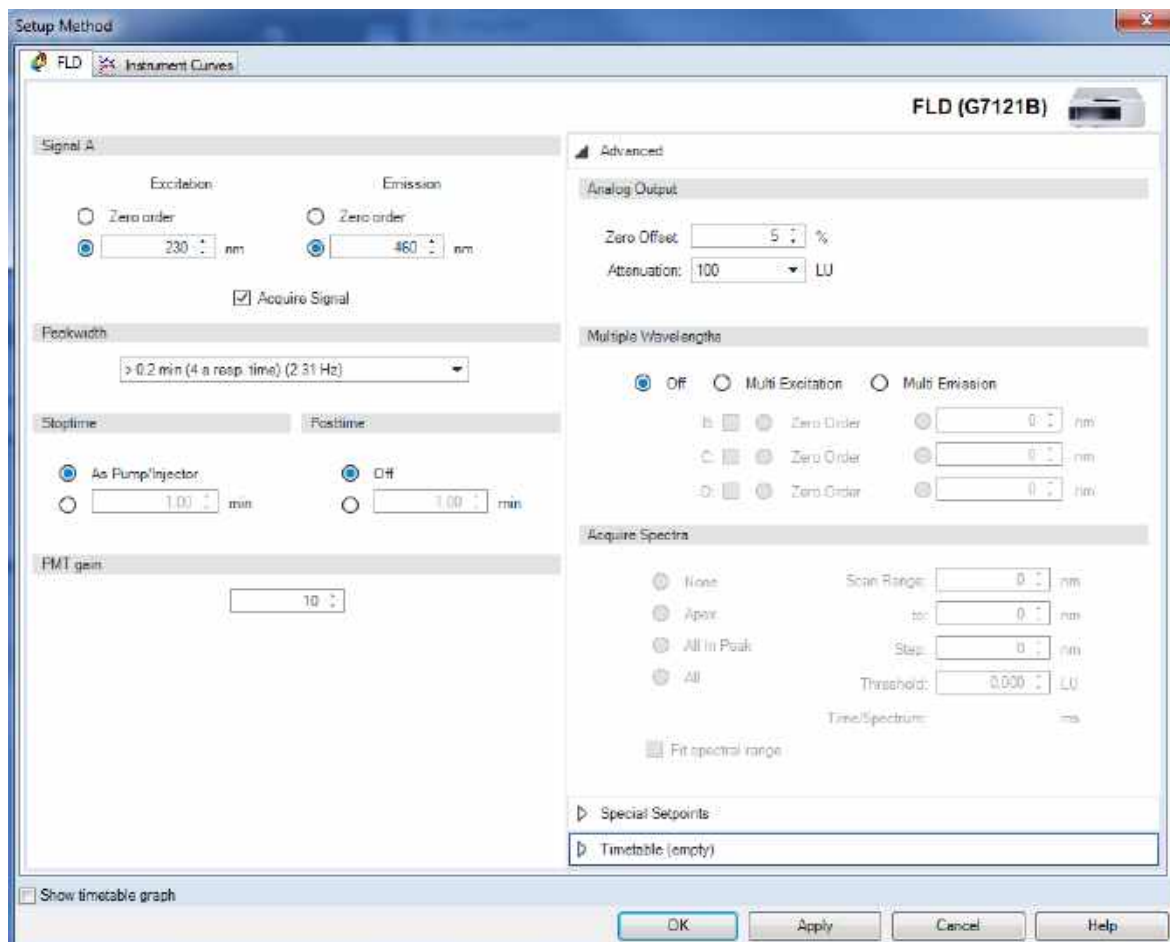 Setup Method
FLD
Instrument Curves
FLD (G7121B)
Signal A
Excitation Emission
Zero order Zero order
230 nm 460 nm
Acquire Signal
Peakwidth
> 0.2 min (4 s resp. time) (2.31 Hz)
Stoptime Posttime
As Pump/Injector Off
1.00 min 1.00 min
PMT gain
10
Advanced
Analog Output
Zero Offset: 5 %
Attenuation: 100 LU
Multiple Wavelengths
Off Multi Excitation Multi Emission
B: Zero Order 0 nm
C: Zero Order 0 nm
D: Zero Order 0 nm
Acquire Spectra
None Scan Range: 0 nm
Apex to: 0 nm
All in Peak Step: 0 nm
All Threshold: 0,000 LU
Time/Spectrum: ms
Fit spectral range
Special Setpoints
Timetable (empty)
Show timetable graph
OK Apply Cancel Help